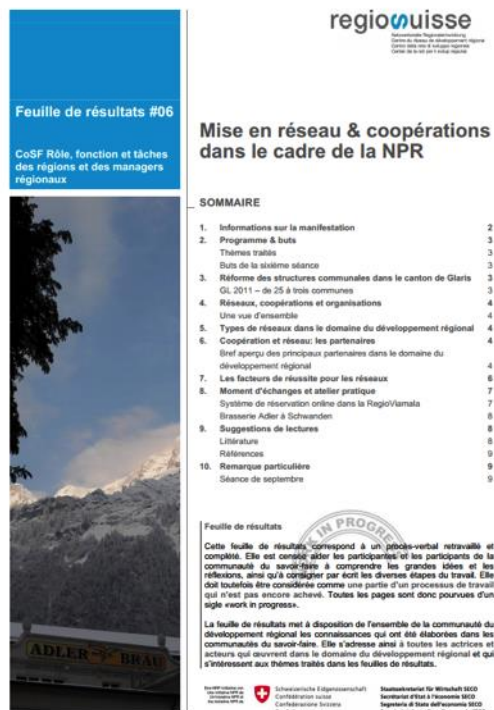 regiosuisse
Netzwerkstelle Regionalentwicklung
Centre du réseau de développement régional
Feuille de résultats #06
CoSF Rôle, fonction et tâches
des régions et des managers
régionaux
Mise en réseau & coopérations
dans le cadre de la NPR
SOMMAIRE
1. Informations sur la manifestation 2
2. Programme & buts 3
Thèmes traités 3
Buts de la sixième séance 3
3. Réforme des structures communales dans le canton de Glaris 3
GL 2011 – de 25 à trois communes 3
4. Réseaux, coopérations et organisations 4
Une vue d'ensemble 4
5. Types de réseaux dans le domaine du développement régional 4
6. Coopération et réseau: les partenaires 4
Bref aperçu des principaux partenaires dans le domaine du
développement régional 4
7. Les facteurs de réussite pour les réseaux 6
8. Moment d'échanges et atelier pratique 7
Système de réservation online dans la RegioViamala 7
Brasserie Adler à Schwanden 8
9. Suggestions de lectures 8
Littérature 8
Références 9
10. Remarque particulière 9
Séance de septembre 9
Feuille de résultats
IN PROGRESS
Cette feuille de résultats correspond à un procès-verbal retravaillé et
complété. Elle est censée aider les participantes et les participants de la
communauté du savoir-faire à comprendre les grandes idées et les
réflexions, ainsi qu'à consigner par écrit les diverses étapes du travail. Elle
doit toutefois être considérée comme une partie d'un processus de travail
qui n'est pas encore achevé. Toutes les pages sont donc pourvues d'un
sigle «work in progress».
La feuille de résultats met à disposition de l'ensemble de la communauté du
développement régional les connaissances qui ont été élaborées dans les
communautés du savoir-faire. Elle s'adresse ainsi à toutes les actrices et
acteurs qui œuvrent dans le domaine du développement régional et qui
s'intéressent aux thèmes traités dans les feuilles de résultats.
ADLER BRÄU
Schweizerische Eidgenossenschaft
Confédération suisse
Confederazione Svizzera
Staatssekretariat für Wirtschaft SECO
Secrétariat d'Etat à l'économie SECO
Segreteria di Stato dell'economia SECO